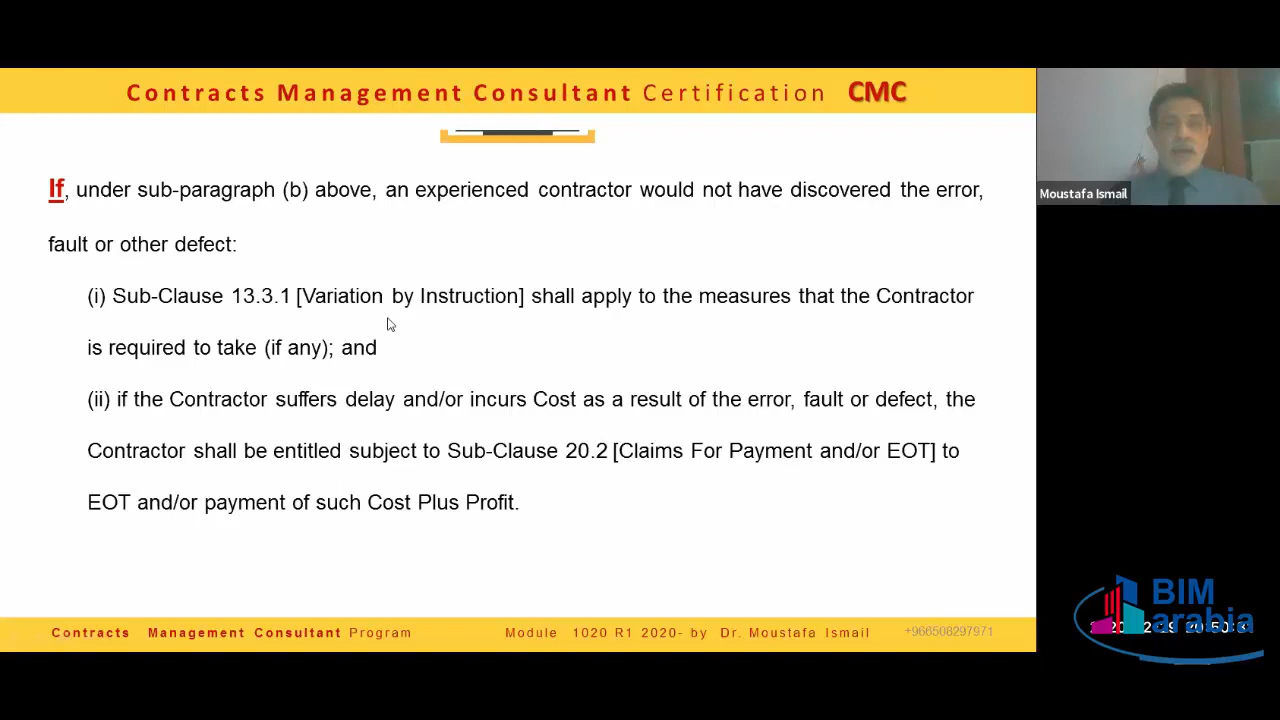 Contracts Management Consultant Certification CMC
If, under sub-paragraph (b) above, an experienced contractor would not have discovered the error,
fault or other defect:
(i) Sub-Clause 13.3.1 [Variation by Instruction] shall apply to the measures that the Contractor
is required to take (if any); and
(ii) if the Contractor suffers delay and/or incurs Cost as a result of the error, fault or defect, the
Contractor shall be entitled subject to Sub-Clause 20.2 [Claims For Payment and/or EOT] to
EOT and/or payment of such Cost Plus Profit.
Contracts Management Consultant Program
Module 1020 R1 2020- by Dr. Moustafa Ismail
+966508297971
Moustafa Ismail
BIM
arabia